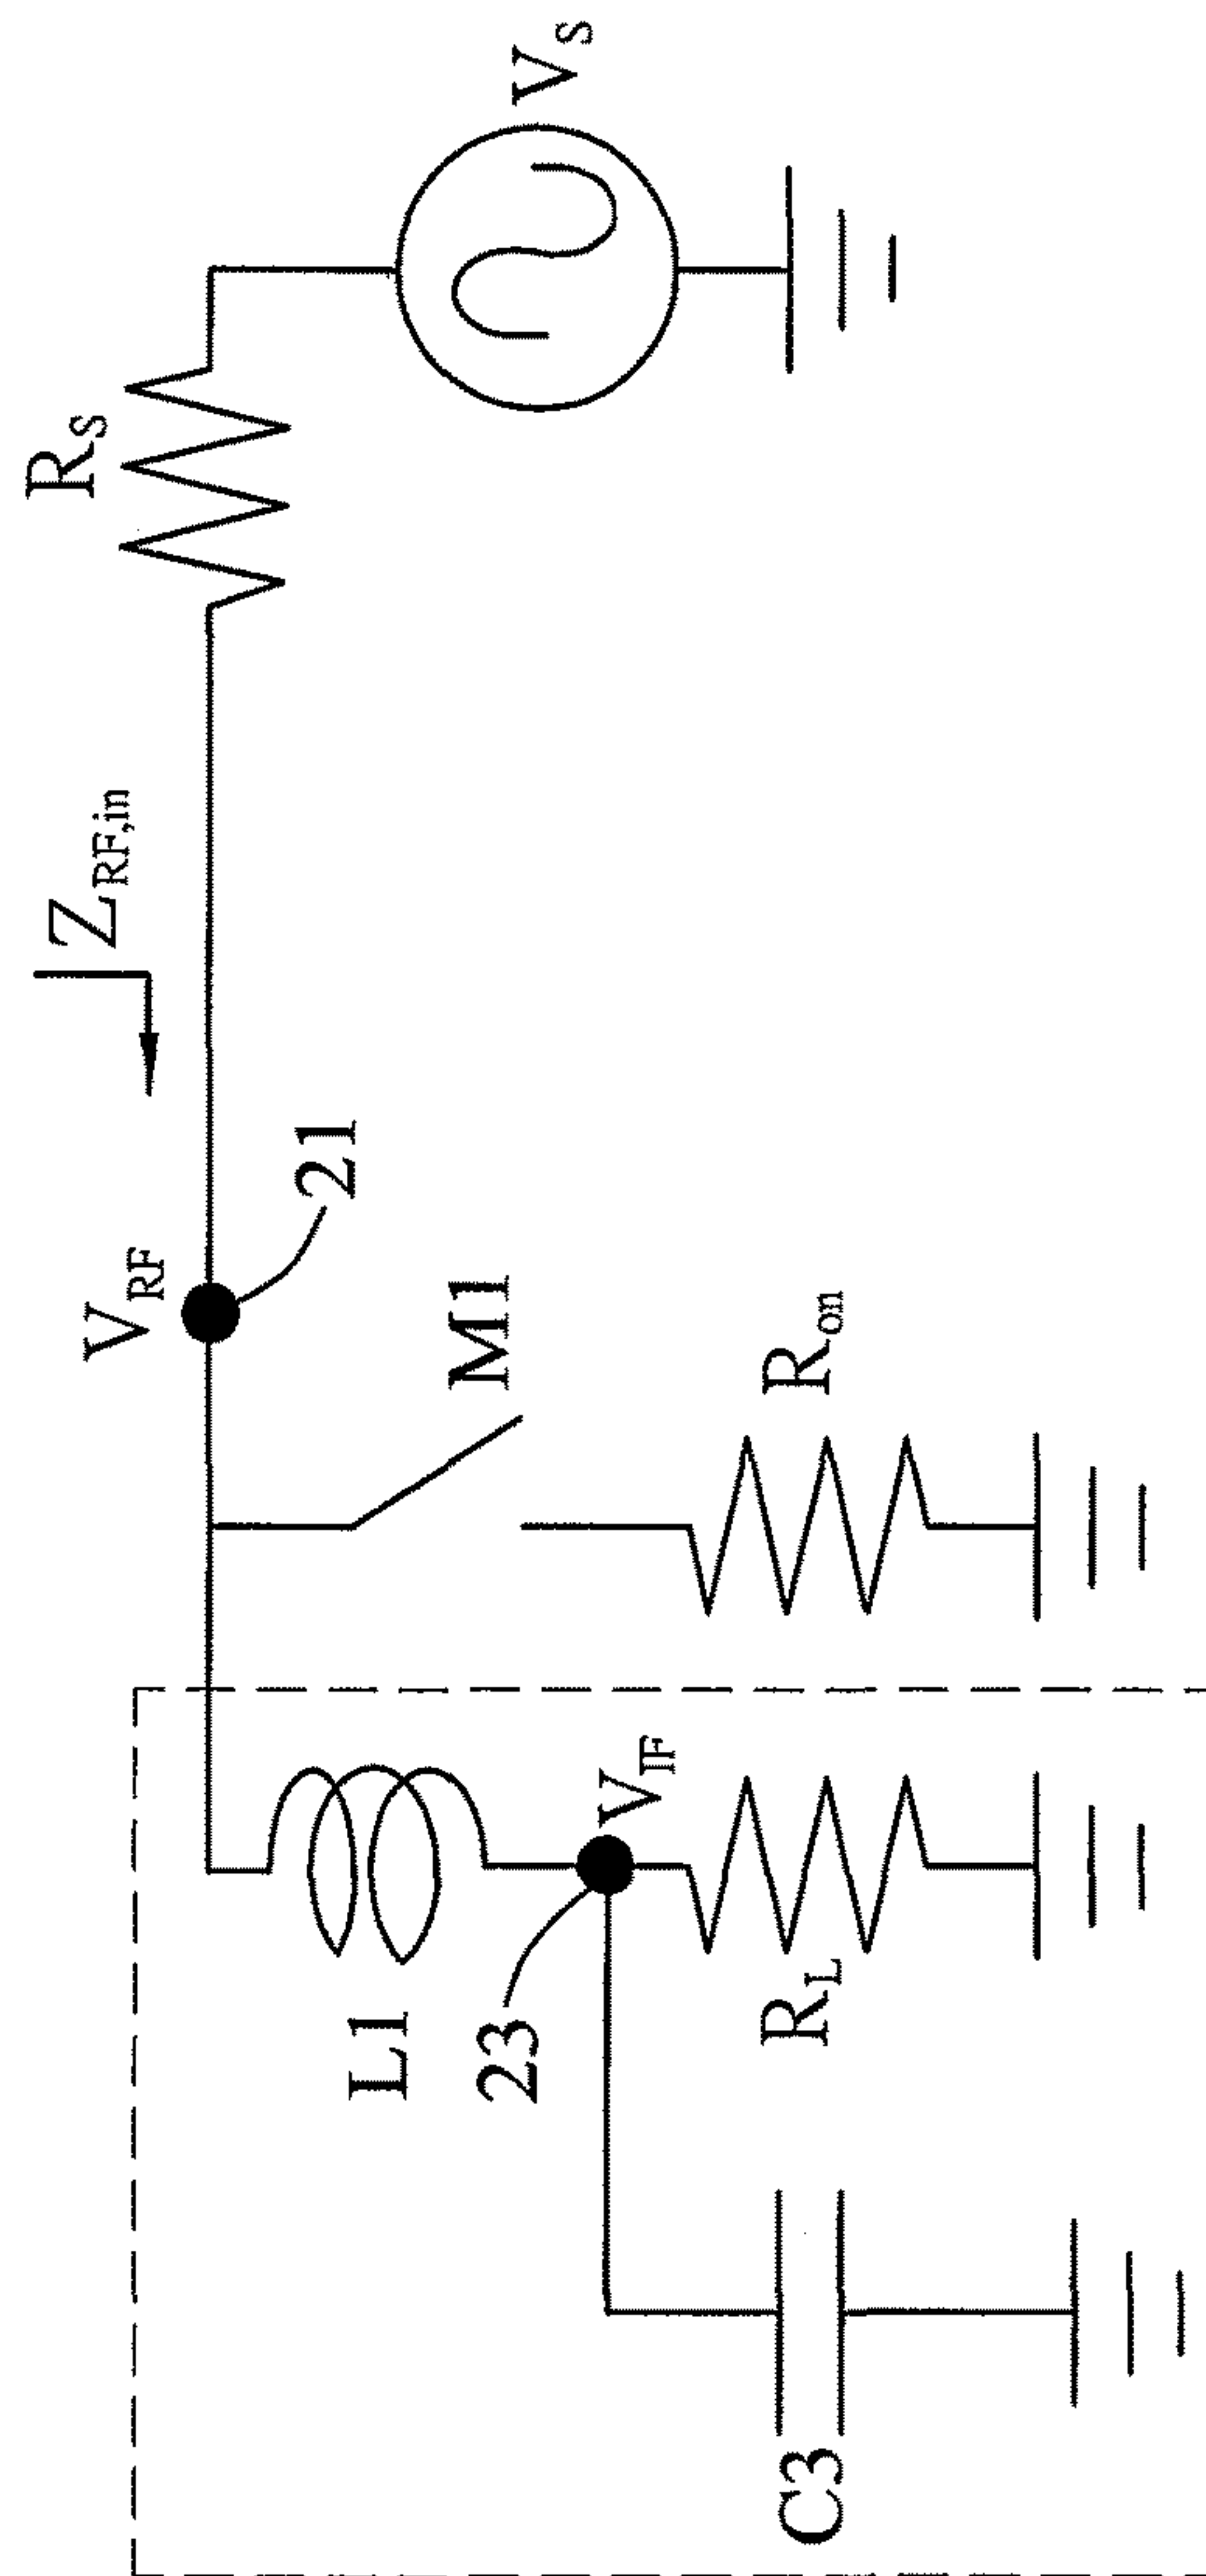 C3
L1
23
R_L
V_IF
V_RF
21
M1
R_on
Z_RF,in
R_S
V_S